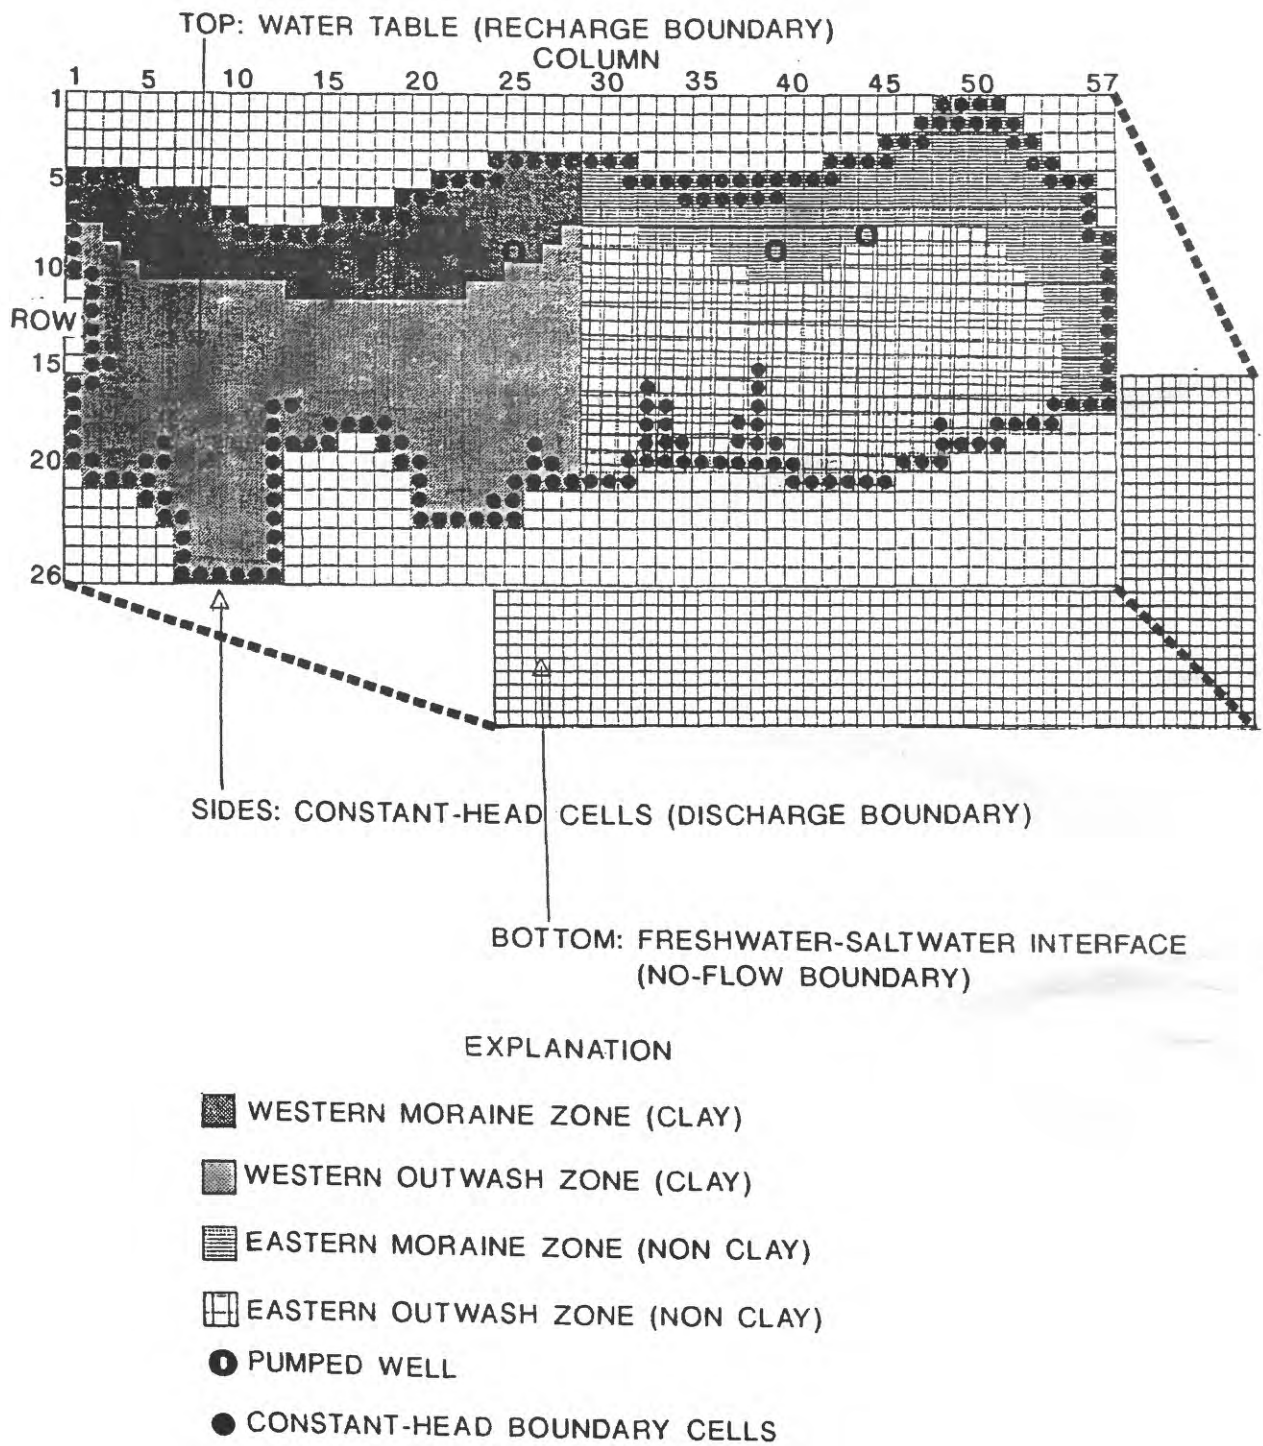 TOP: WATER TABLE (RECHARGE BOUNDARY)
COLUMN
1 5 10 15 20 25 30 35 40 45 50 57
1
5
10
ROW
15
20
26
SIDES: CONSTANT-HEAD CELLS (DISCHARGE BOUNDARY)
BOTTOM: FRESHWATER-SALTWATER INTERFACE
(NO-FLOW BOUNDARY)
EXPLANATION
WESTERN MORAINE ZONE (CLAY)
WESTERN OUTWASH ZONE (CLAY)
EASTERN MORAINE ZONE (NON CLAY)
EASTERN OUTWASH ZONE (NON CLAY)
PUMPED WELL
CONSTANT-HEAD BOUNDARY CELLS